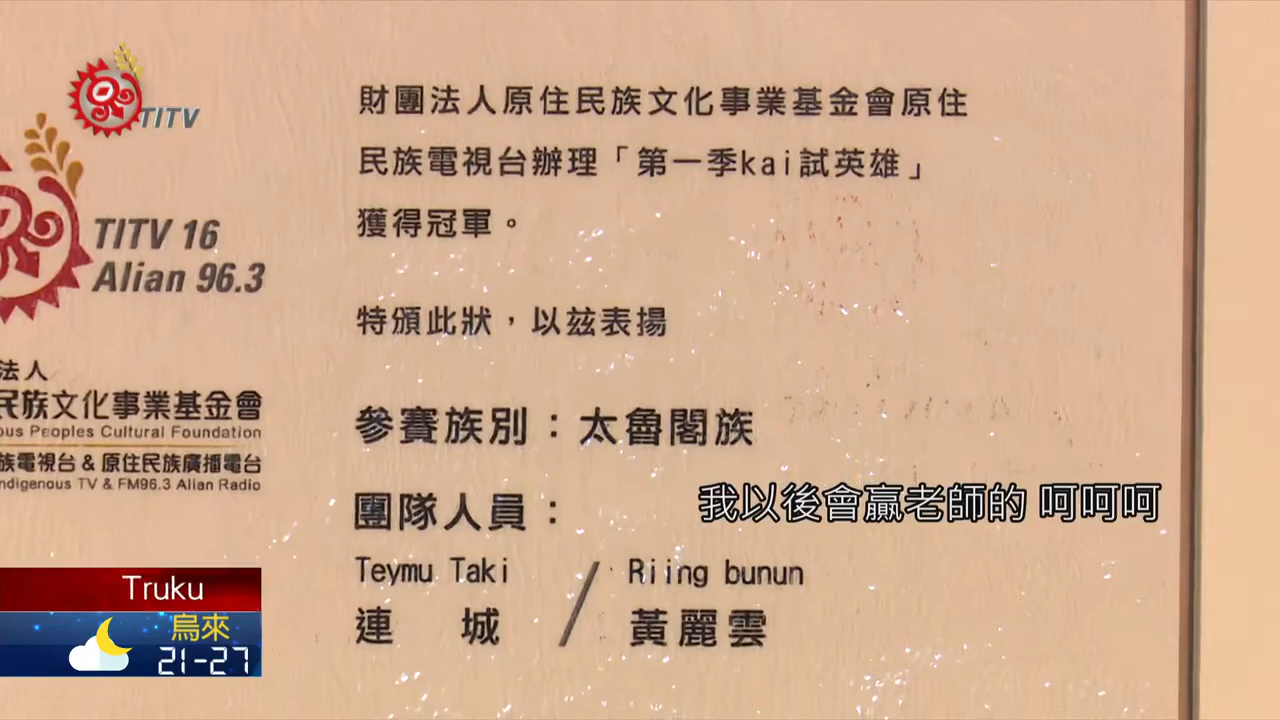 TITV
財團法人原住民族文化事業基金會原住
民族電視台辦理「第一季kai試英雄」
獲得冠軍。
TITV 16
Alian 96.3
特頒此狀，以茲表揚
法人
民族文化事業基金會
ous Peoples Cultural Foundation
族電視台 & 原住民族廣播電台
ndigenous TV & FM96.3 Alian Radio
參賽族別：太魯閣族
團隊人員：
我以後會贏老師的 呵呵呵
Teymu Taki / Riing bunun
連 城 / 黃麗雲
Truku
烏來
21-27